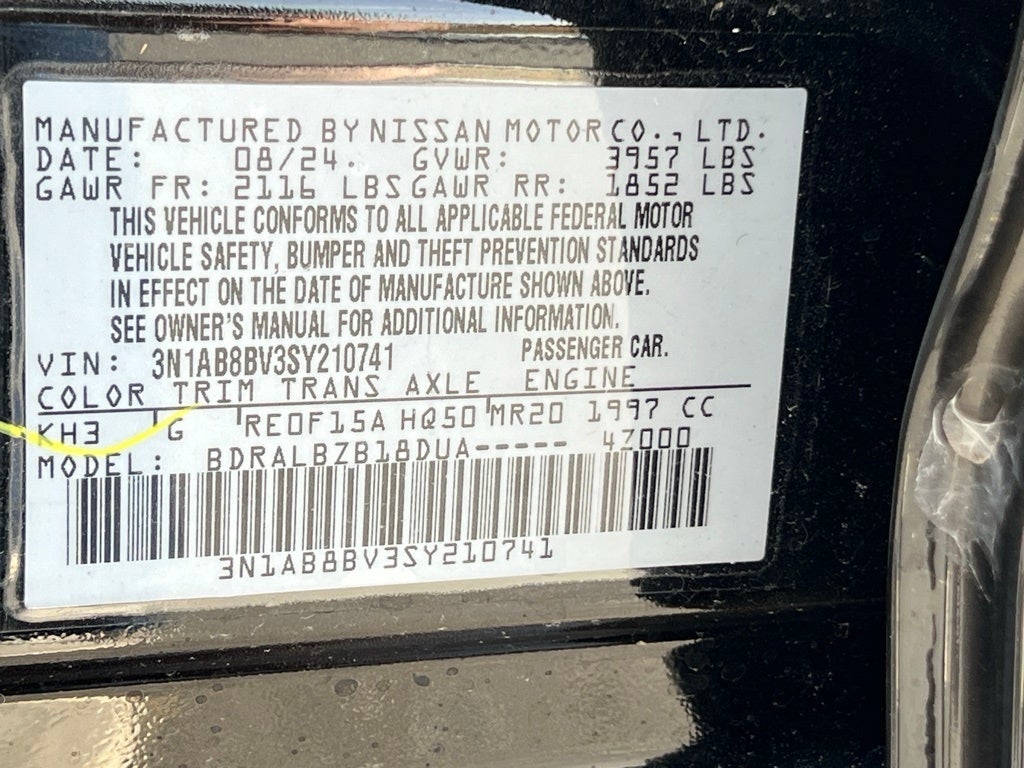 MANUFACTURED BY NISSAN MOTOR CO., LTD.
DATE: 08/24. GVWR: 3957 LBS
GAWR FR: 2116 LBS GAWR RR: 1852 LBS
THIS VEHICLE CONFORMS TO ALL APPLICABLE FEDERAL MOTOR
VEHICLE SAFETY, BUMPER AND THEFT PREVENTION STANDARDS
IN EFFECT ON THE DATE OF MANUFACTURE SHOWN ABOVE.
SEE OWNER'S MANUAL FOR ADDITIONAL INFORMATION.
VIN: 3N1AB8BV3SY210741 PASSENGER CAR.
COLOR TRIM TRANS AXLE ENGINE
KH3 G RE0F15A HQ50 MR20 1997 CC
MODEL: BDRALBZB18DUA----- 4Z000
3N1AB8BV3SY210741